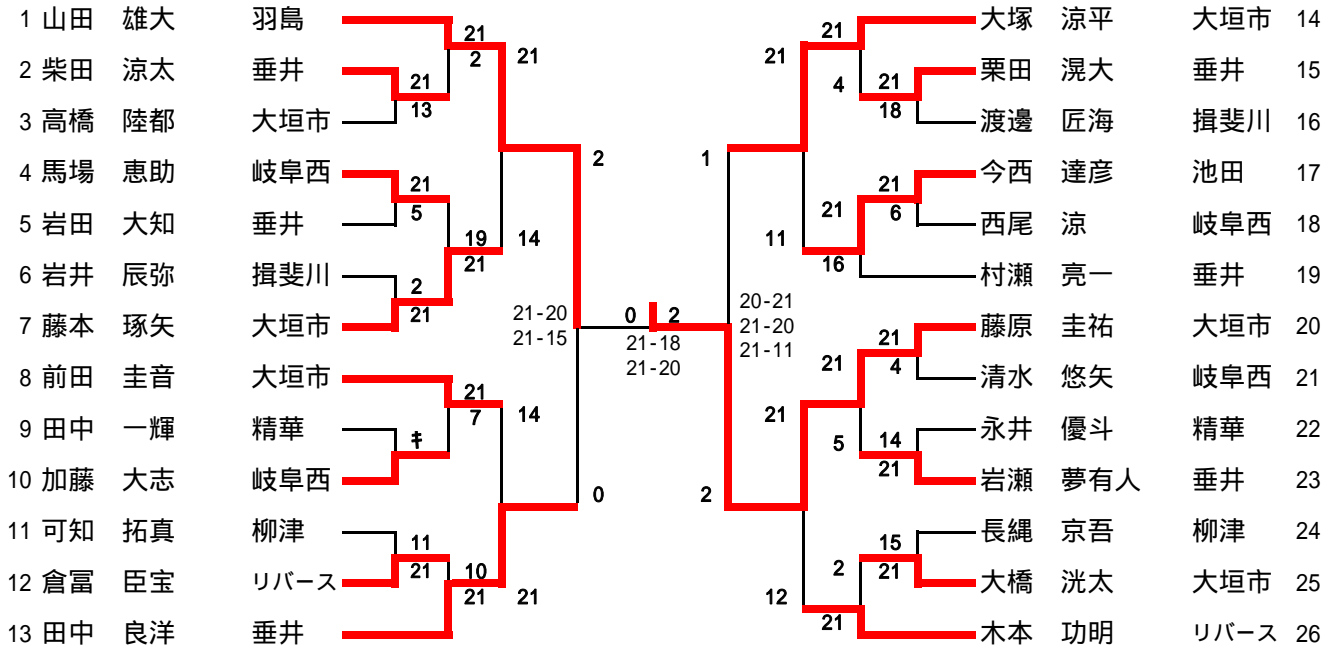 1 山田 雄大 羽島
2 柴田 涼太 垂井
3 高橋 陸都 大垣市
4 馬場 恵助 岐阜西
5 岩田 大知 垂井
6 岩井 辰弥 揖斐川
7 藤本 琢矢 大垣市
8 前田 圭音 大垣市
9 田中 一輝 精華
10 加藤 大志 岐阜西
11 可知 拓真 柳津
12 倉冨 臣宝 リバース
13 田中 良洋 垂井
21
2
21
13
21
5
19
21
2
21
21
7
キ
11
21
10
21
21
14
14
21
2
0
21-20
21-15
0 2
21-18
21-20
20-21
21-20
21-11
1
2
21
11
21
12
21
4
21
18
21
6
21
16
21
4
21
5
14
21
15
21
2
21
大塚 涼平 大垣市 14
栗田 滉大 垂井 15
渡邊 匠海 揖斐川 16
今西 達彦 池田 17
西尾 涼 岐阜西 18
村瀬 亮一 垂井 19
藤原 圭祐 大垣市 20
清水 悠矢 岐阜西 21
永井 優斗 精華 22
岩瀬 夢有人 垂井 23
長縄 京吾 柳津 24
大橋 洸太 大垣市 25
木本 功明 リバース 26